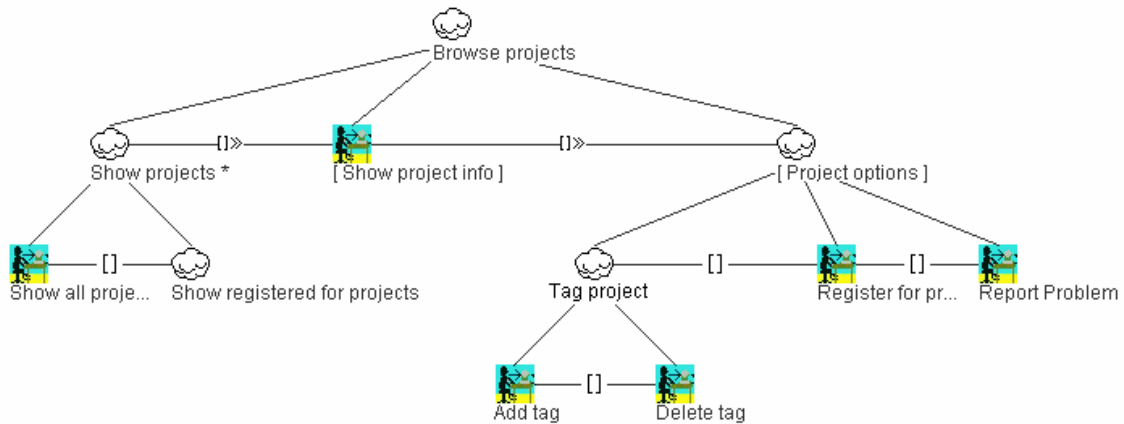 Browse projects
[]»
[]»
Show projects *
[ Show project info ]
[ Project options ]
[]
[]
[]
Show all proje...
Show registered for projects
Tag project
Register for pr...
Report Problem
[]
Add tag
Delete tag